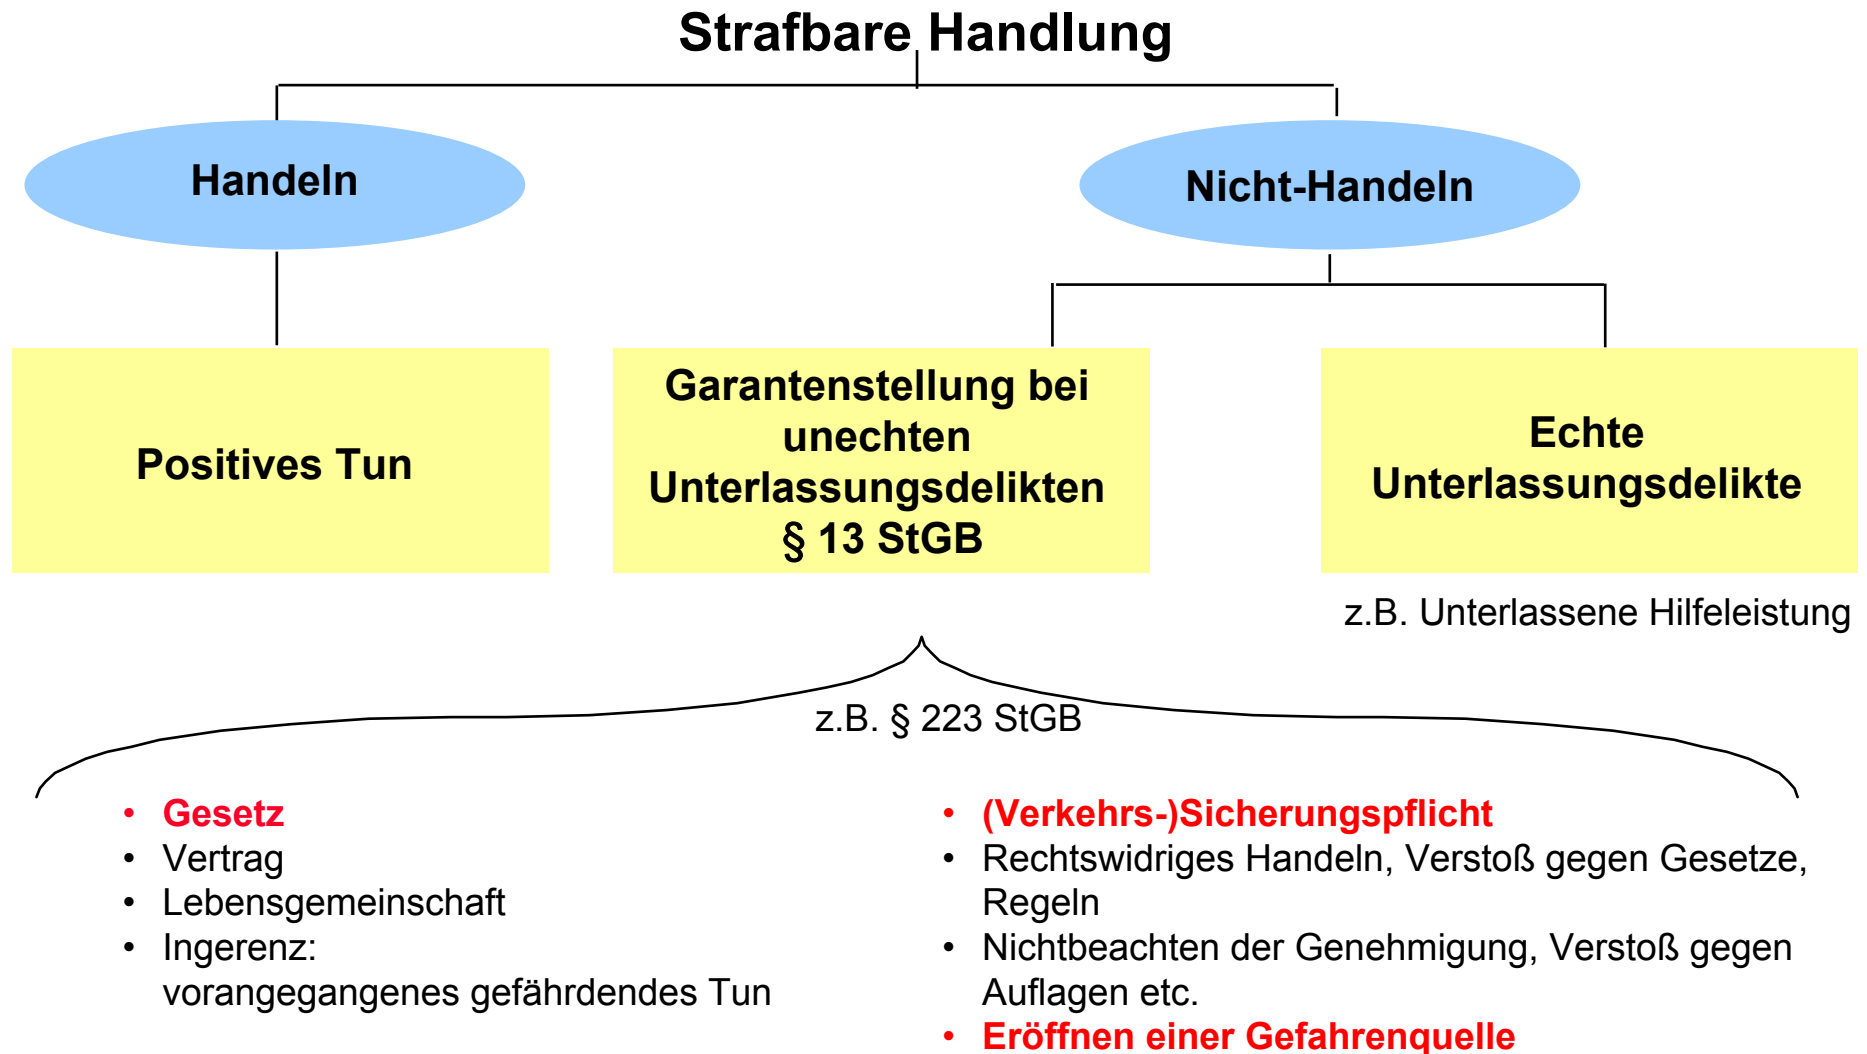 Strafbare Handlung
Handeln
Nicht-Handeln
Positives Tun
Garantenstellung bei
unechten
Unterlassungsdelikten
§ 13 StGB
Echte
Unterlassungsdelikte
z.B. Unterlassene Hilfeleistung
z.B. § 223 StGB
• Gesetz
• Vertrag
• Lebensgemeinschaft
• Ingerenz:
vorangegangenes gefährdendes Tun
• (Verkehrs-)Sicherungspflicht
• Rechtswidriges Handeln, Verstoß gegen Gesetze,
Regeln
• Nichtbeachten der Genehmigung, Verstoß gegen
Auflagen etc.
• Eröffnen einer Gefahrenquelle